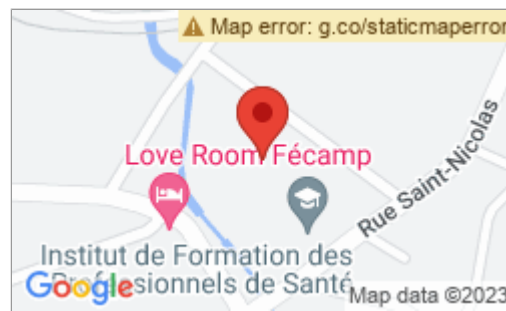 ⚠ Map error: g.co/staticmaperror
Love Room Fécamp
Rue Saint-Nicolas
Institut de Formation des
Professionnels de Santé
Google
Map data ©2023